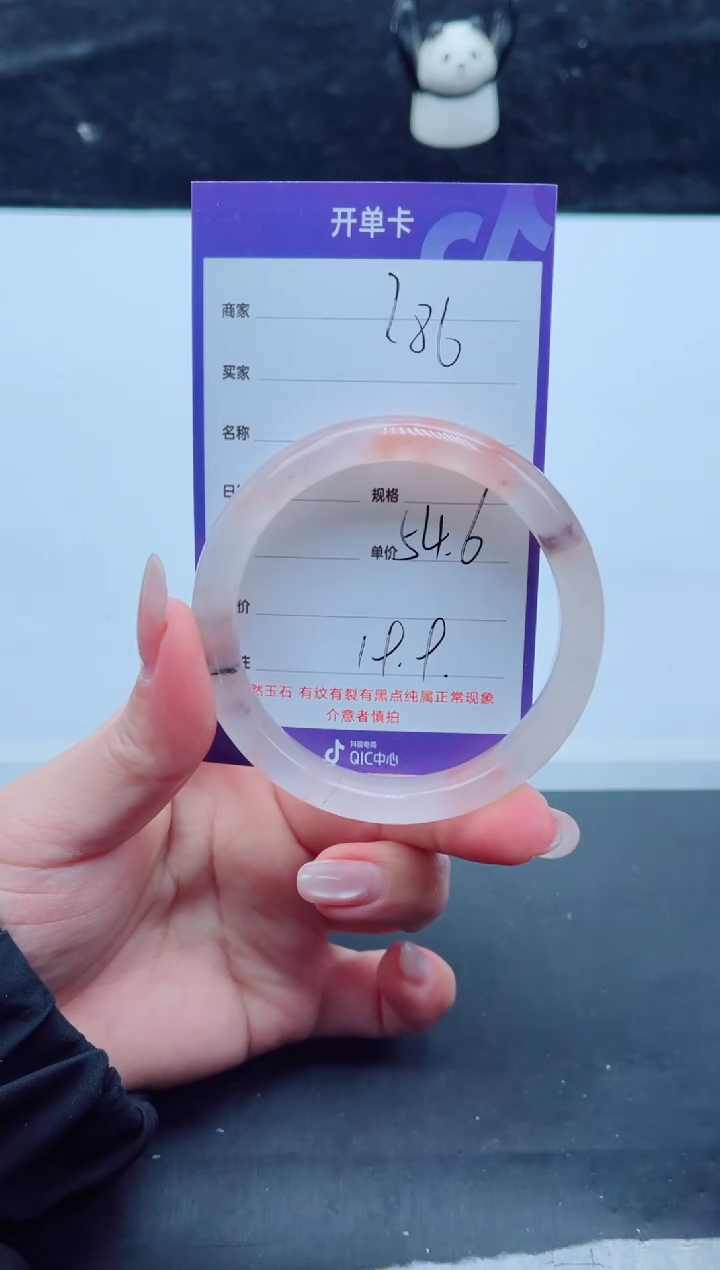 开单卡
商家 286
买家
名称
规格
单价 54.6
价
19.9.
然玉石 有纹有裂有黑点纯属正常现象
介意者慎拍
抖音电商
QIC中心